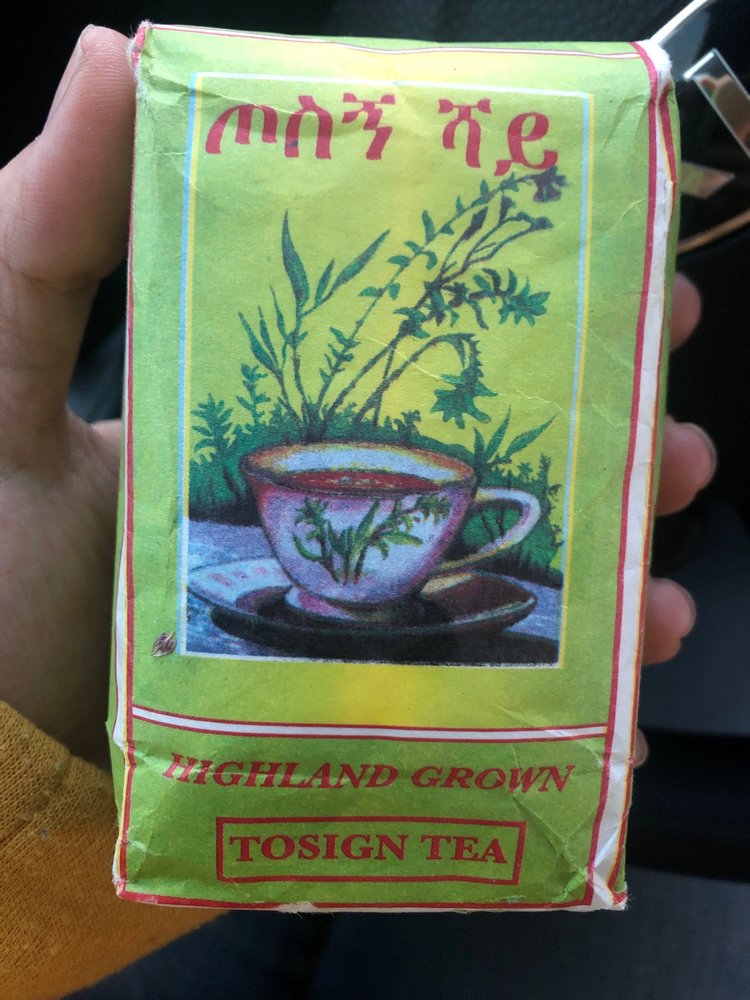 ጦስኝ ሻይ
HIGHLAND GROWN
TOSIGN TEA